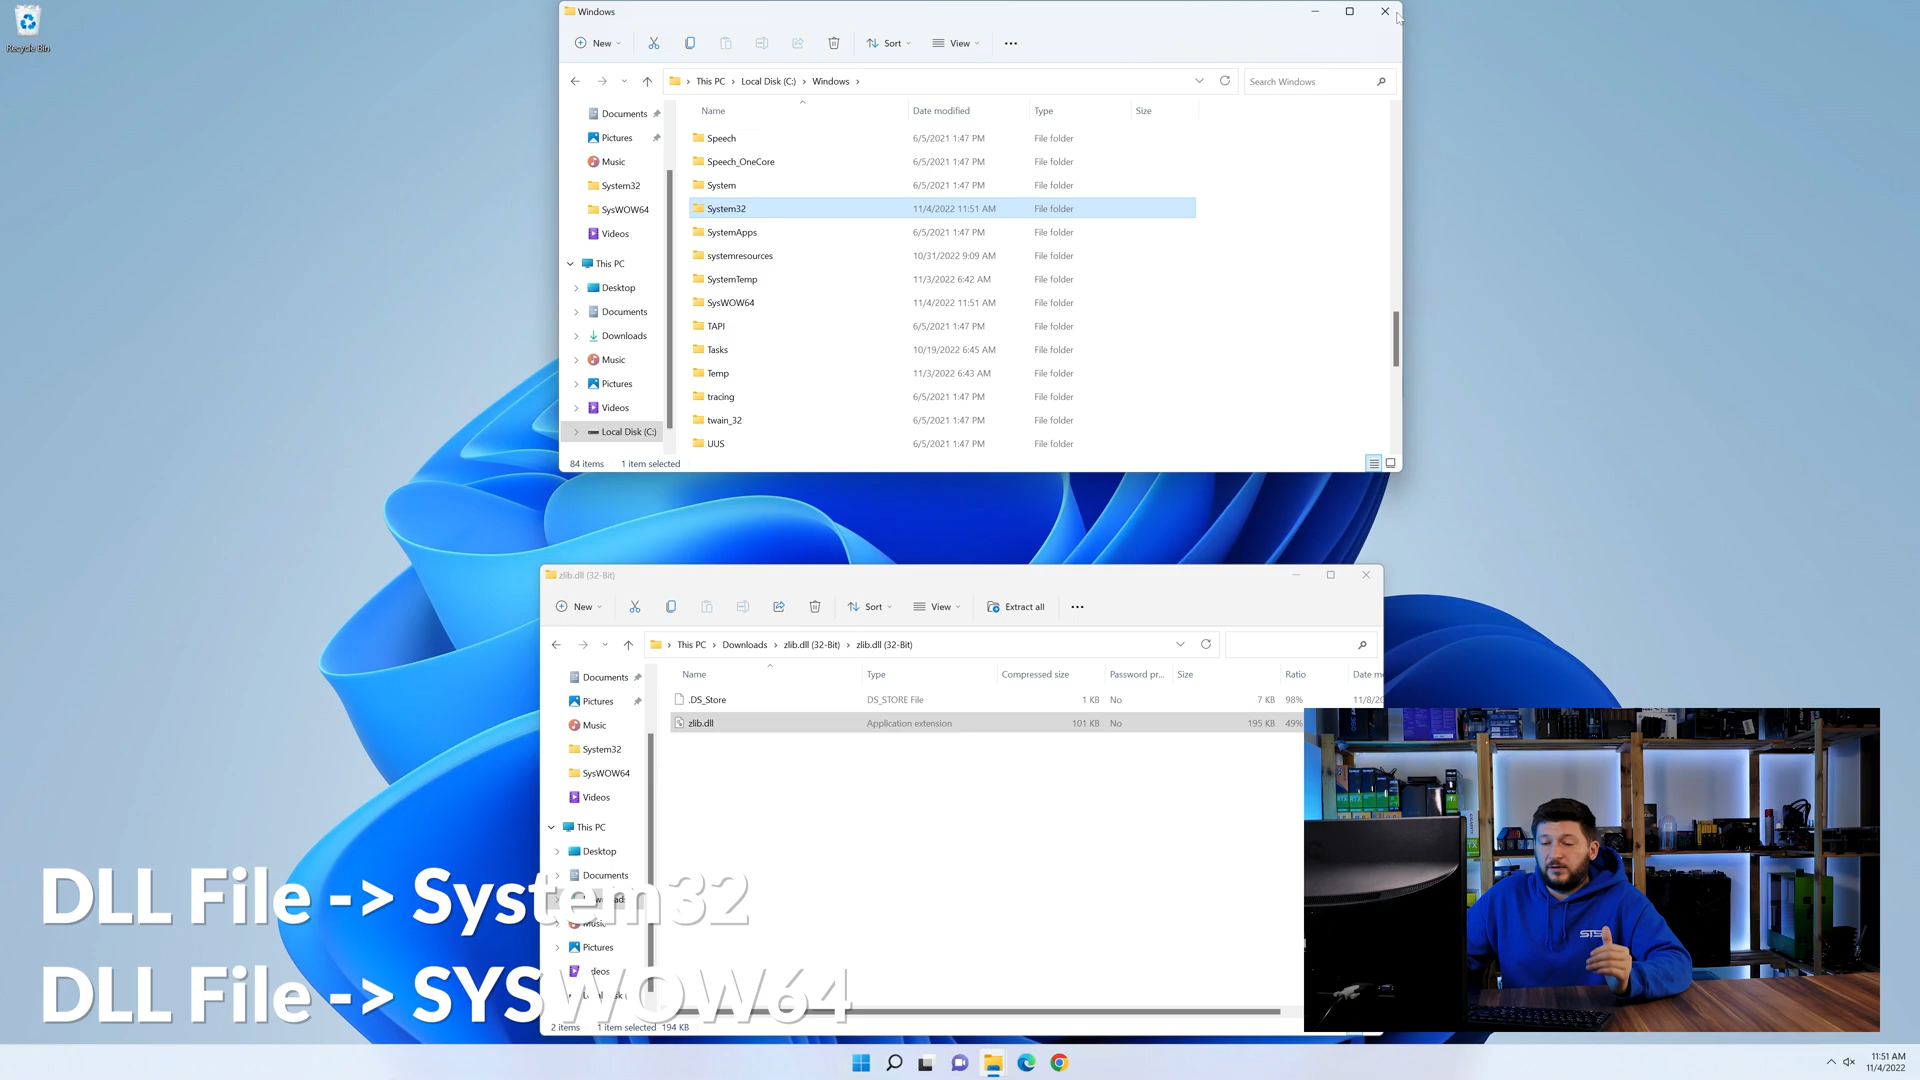 Recycle Bin
Windows
New
Sort
View
This PC
Local Disk (C:)
Windows
Search Windows
Name
Date modified
Type
Size
Documents
Pictures
Music
System32
SysWOW64
Videos
This PC
Desktop
Documents
Downloads
Music
Pictures
Videos
Local Disk (C:)
Speech 6/5/2021 1:47 PM File folder
Speech_OneCore 6/5/2021 1:47 PM File folder
System 6/5/2021 1:47 PM File folder
System32 11/4/2022 11:51 AM File folder
SystemApps 6/5/2021 1:47 PM File folder
systemresources 10/31/2022 9:09 AM File folder
SystemTemp 11/3/2022 6:42 AM File folder
SysWOW64 11/4/2022 11:51 AM File folder
TAPI 6/5/2021 1:47 PM File folder
Tasks 10/19/2022 6:45 AM File folder
Temp 11/3/2022 6:43 AM File folder
tracing 6/5/2021 1:47 PM File folder
twain_32 6/5/2021 1:47 PM File folder
UUS 6/5/2021 1:47 PM File folder
84 items 1 item selected
zlib.dll (32-Bit)
New
Sort
View
Extract all
This PC
Downloads
zlib.dll (32-Bit)
zlib.dll (32-Bit)
Name
Type
Compressed size
Password pr...
Size
Ratio
Date m
Documents
Pictures
Music
System32
SysWOW64
Videos
This PC
Desktop
Documents
Music
Pictures
.DS_Store DS_STORE File 1 KB No 7 KB 98% 11/8/20
zlib.dll Application extension 101 KB No 195 KB 49%
2 items 1 item selected 194 KB
DLL File -> System32
DLL File -> SYSWOW64
STS
11:51 AM
11/4/2022